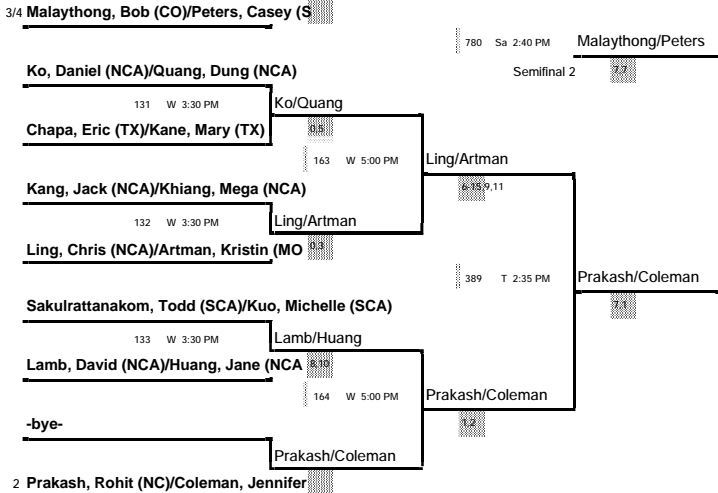 3/4 Malaythong, Bob (CO)/Peters, Casey (S
780 Sa 2:40 PM Malaythong/Peters
Semifinal 2 7,7
Ko, Daniel (NCA)/Quang, Dung (NCA)
131 W 3:30 PM Ko/Quang
Chapa, Eric (TX)/Kane, Mary (TX) 0,5
163 W 5:00 PM Ling/Artman
Kang, Jack (NCA)/Khiang, Mega (NCA) 6-15,9,11
132 W 3:30 PM Ling/Artman
Ling, Chris (NCA)/Artman, Kristin (MO 0,3
389 T 2:35 PM Prakash/Coleman
Sakulrattanakom, Todd (SCA)/Kuo, Michelle (SCA) 7,1
133 W 3:30 PM Lamb/Huang
Lamb, David (NCA)/Huang, Jane (NCA 8,10
164 W 5:00 PM Prakash/Coleman
-bye- 1,2
Prakash/Coleman
2 Prakash, Rohit (NC)/Coleman, Jennifer